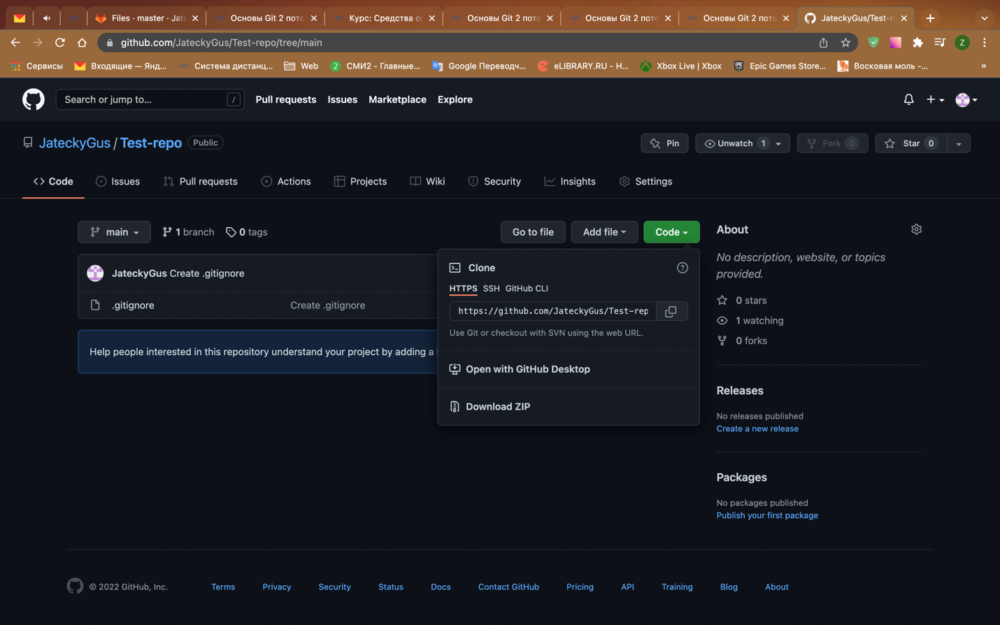 Files · master · Jate
Основы Git 2 пото
Курс: Средства ор
Основы Git 2 пото
Основы Git 2 пото
Основы Git 2 пото
JateckyGus/Test-r
github.com/JateckyGus/Test-repo/tree/main
Z
Сервисы
Входящие — Янд...
Система дистанц...
Web
2
СМИ2 - Главные...
Google Переводч...
eLIBRARY.RU - Н...
Xbox Live | Xbox
EPIC
Epic Games Store...
Восковая моль -...
»
Search or jump to...
/
Pull requests
Issues
Marketplace
Explore
JateckyGus / Test-repo
Public
Pin
Unwatch 1
Fork 0
Star 0
Code
Issues
Pull requests
Actions
Projects
Wiki
Security
Insights
Settings
main
1 branch
0 tags
Go to file
Add file
Code
JateckyGus Create .gitignore
.gitignore
Create .gitignore
Help people interested in this repository understand your project by adding a
Clone
HTTPS SSH GitHub CLI
https://github.com/JateckyGus/Test-rep
Use Git or checkout with SVN using the web URL.
Open with GitHub Desktop
Download ZIP
About
No description, website, or topics
provided.
0 stars
1 watching
0 forks
Releases
No releases published
Create a new release
Packages
No packages published
Publish your first package
© 2022 GitHub, Inc.
Terms
Privacy
Security
Status
Docs
Contact GitHub
Pricing
API
Training
Blog
About